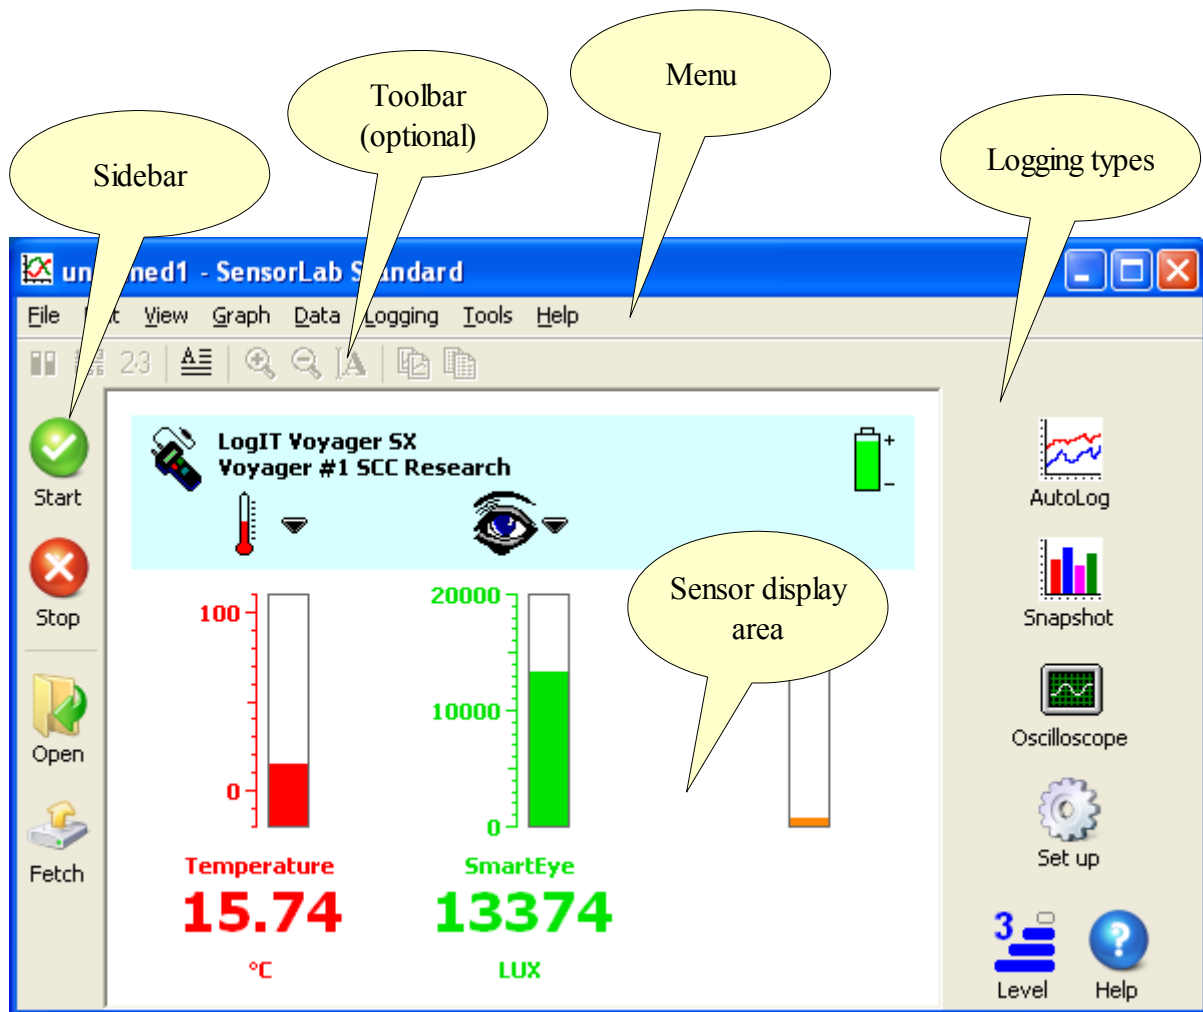 Menu
Toolbar
(optional)
Sidebar
Logging types
- SensorLab
File
View Graph Data Logging Tools Help
2·3
LogIT Voyager SX
Voyager #1 SCC Research
+
-
Start
Stop
Open
Fetch
100
0
20000
10000
0
Sensor display
area
Temperature
15.74
°C
SmartEye
13374
LUX
AutoLog
Snapshot
Oscilloscope
Set up
3
Level
Help